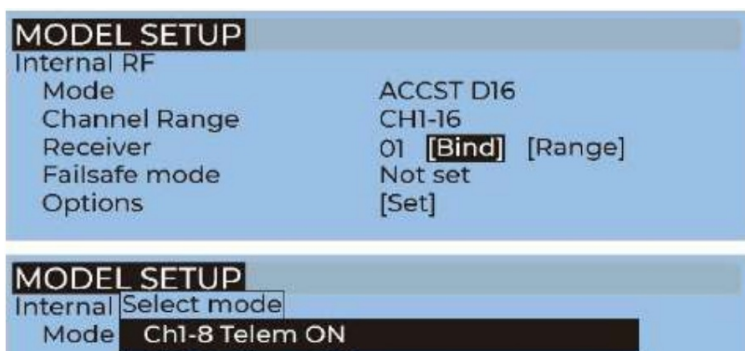 MODEL SETUP
Internal RF
Mode ACCST D16
Channel Range CH1-16
Receiver 01 [Bind] [Range]
Failsafe mode Not set
Options [Set]
MODEL SETUP
Internal Select mode
Mode Ch1-8 Telem ON